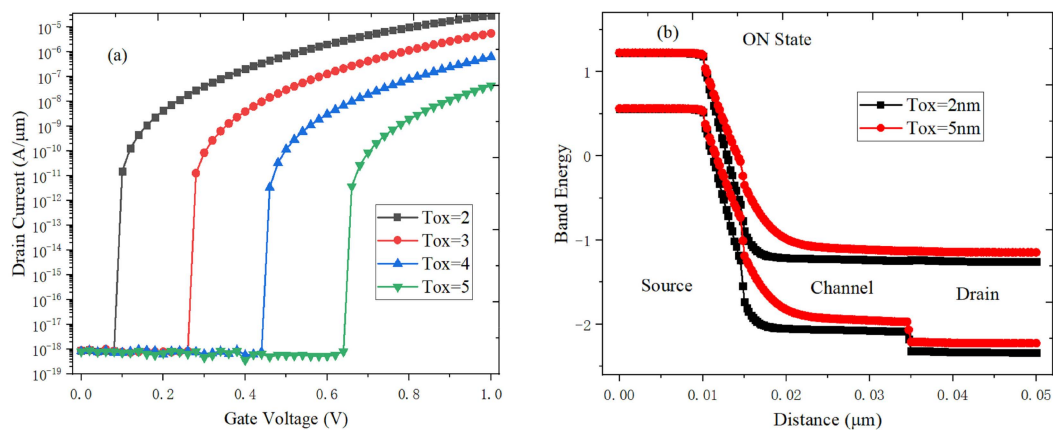 (a)
Drain Current (A/μm)
10⁻⁵
10⁻⁶
10⁻⁷
10⁻⁸
10⁻⁹
10⁻¹⁰
10⁻¹¹
10⁻¹²
10⁻¹³
10⁻¹⁴
10⁻¹⁵
10⁻¹⁶
10⁻¹⁷
10⁻¹⁸
10⁻¹⁹
Tox=2
Tox=3
Tox=4
Tox=5
0.0 0.2 0.4 0.6 0.8 1.0
Gate Voltage (V)
(b)
ON State
Band Energy
1
0
-1
-2
Tox=2nm
Tox=5nm
Source Channel Drain
0.00 0.01 0.02 0.03 0.04 0.05
Distance (μm)